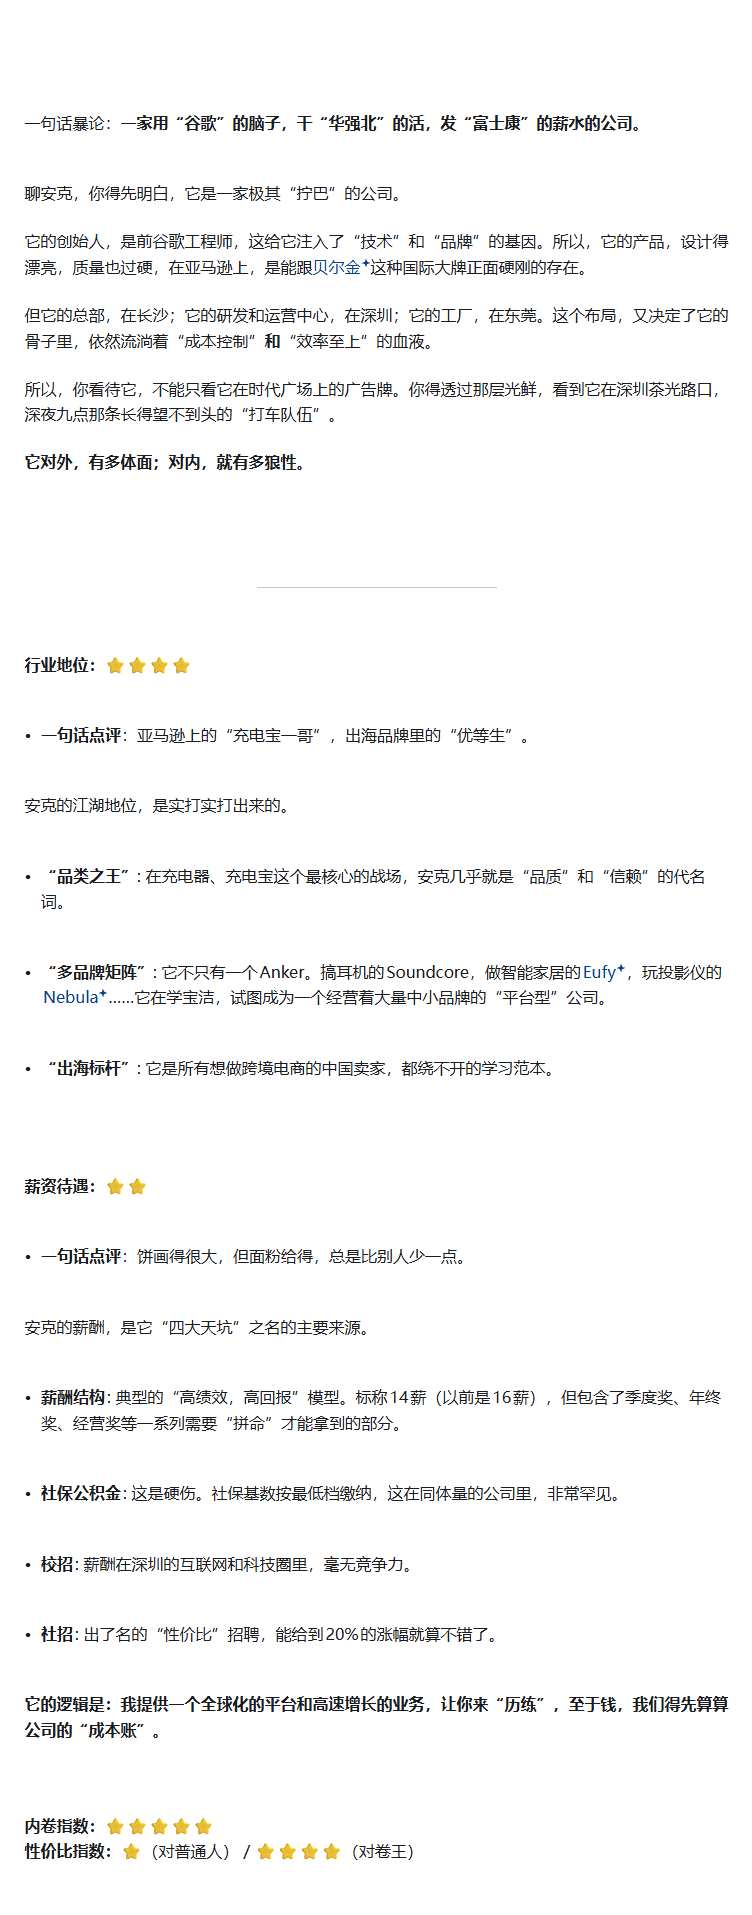 一句话暴论：一家用“谷歌”的脑子，干“华强北”的活，发“富士康”的薪水的公司。
聊安克，你得先明白，它是一家极其“拧巴”的公司。
它的创始人，是前谷歌工程师，这给它注入了“技术”和“品牌”的基因。所以，它的产品，设计得
漂亮，质量也过硬，在亚马逊上，是能跟贝尔金这种国际大牌正面硬刚的存在。
但它的总部，在长沙；它的研发和运营中心，在深圳；它的工厂，在东莞。这个布局，又决定了它的
骨子里，依然流淌着“成本控制”和“效率至上”的血液。
所以，你看待它，不能只看它在时代广场上的广告牌。你得透过那层光鲜，看到它在深圳茶光路口，
深夜九点那条长得望不到头的“打车队伍”。
它对外，有多体面；对内，就有多狼性。
行业地位：⭐⭐⭐⭐
• 一句话点评：亚马逊上的“充电宝一哥”，出海品牌里的“优等生”。
安克的江湖地位，是实打实打出来的。
• “品类之王”：在充电器、充电宝这个最核心的战场，安克几乎就是“品质”和“信赖”的代名
词。
• “多品牌矩阵”：它不只有一个Anker。搞耳机的Soundcore，做智能家居的Eufy，玩投影仪的
Nebula……它在学宝洁，试图成为一个经营着大量中小品牌的“平台型”公司。
• “出海标杆”：它是所有想做跨境电商的中国卖家，都绕不开的学习范本。
薪资待遇：⭐⭐
• 一句话点评：饼画得很大，但面粉给得，总是比别人少一点。
安克的薪酬，是它“四大天坑”之名的主要来源。
• 薪酬结构：典型的“高绩效，高回报”模型。标称14薪（以前是16薪），但包含了季度奖、年终
奖、经营奖等一系列需要“拼命”才能拿到的部分。
• 社保公积金：这是硬伤。社保基数按最低档缴纳，这在同体量的公司里，非常罕见。
• 校招：薪酬在深圳的互联网和科技圈里，毫无竞争力。
• 社招：出了名的“性价比”招聘，能给到20%的涨幅就算不错了。
它的逻辑是：我提供一个全球化的平台和高速增长的业务，让你来“历练”，至于钱，我们得先算算
公司的“成本账”。
内卷指数：⭐⭐⭐⭐⭐
性价比指数：⭐（对普通人）/ ⭐⭐⭐⭐（对卷王）